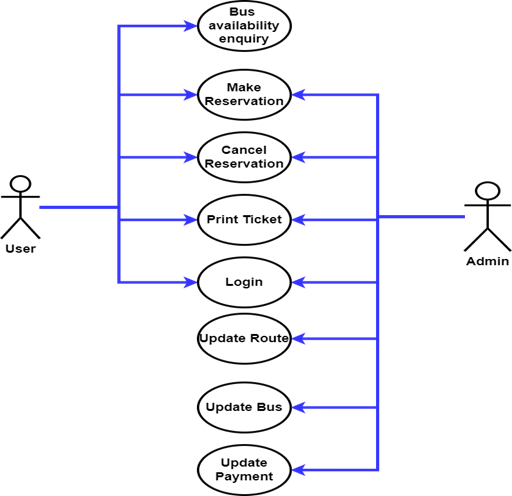 Bus
availability
enquiry
Make
Reservation
Cancel
Reservation
Print Ticket
User
Admin
Login
Update Route
Update Bus
Update
Payment